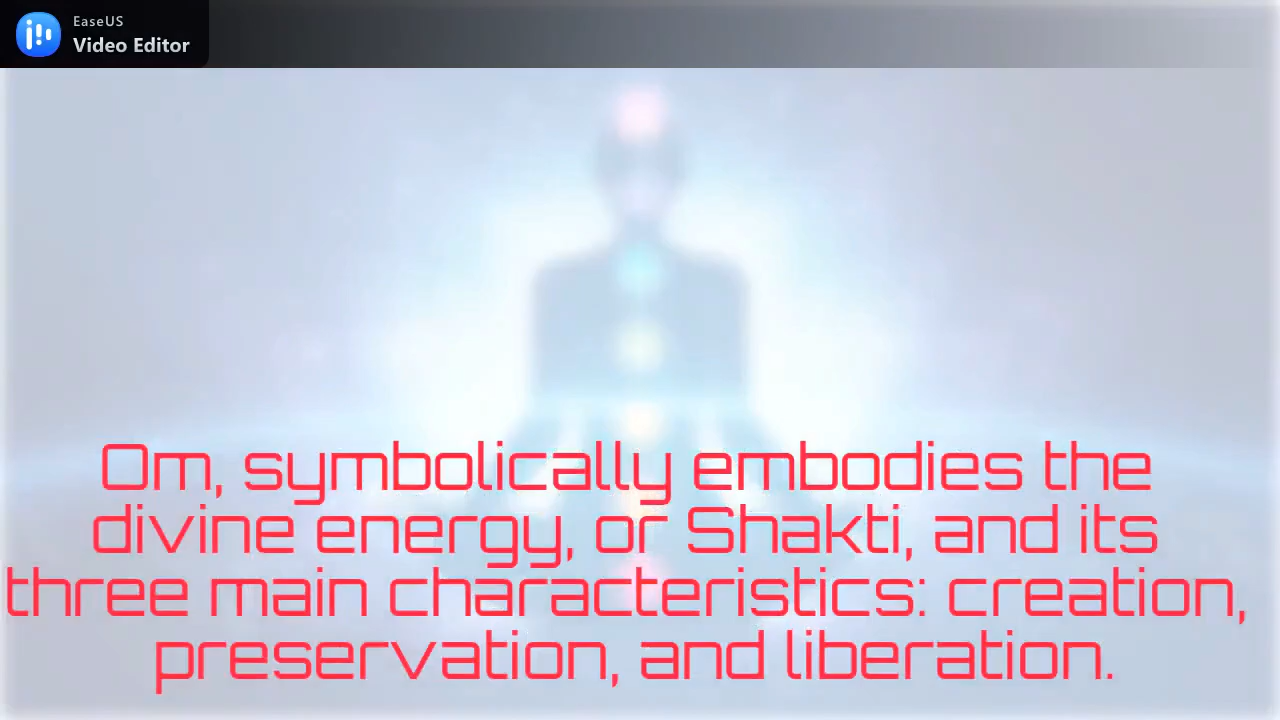 EaseUS
Video Editor
Om, symbolically embodies the
divine energy, or Shakti, and its
three main characteristics: creation,
preservation, and liberation.